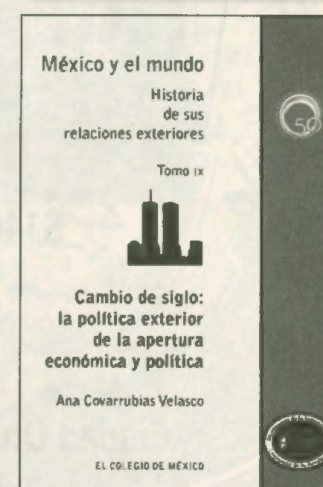 México y el mundo
Historia
de sus
relaciones exteriores
Tomo IX
Cambio de siglo:
la política exterior
de la apertura
económica y política
Ana Covarrubias Velasco
EL COLEGIO DE MÉXICO
50